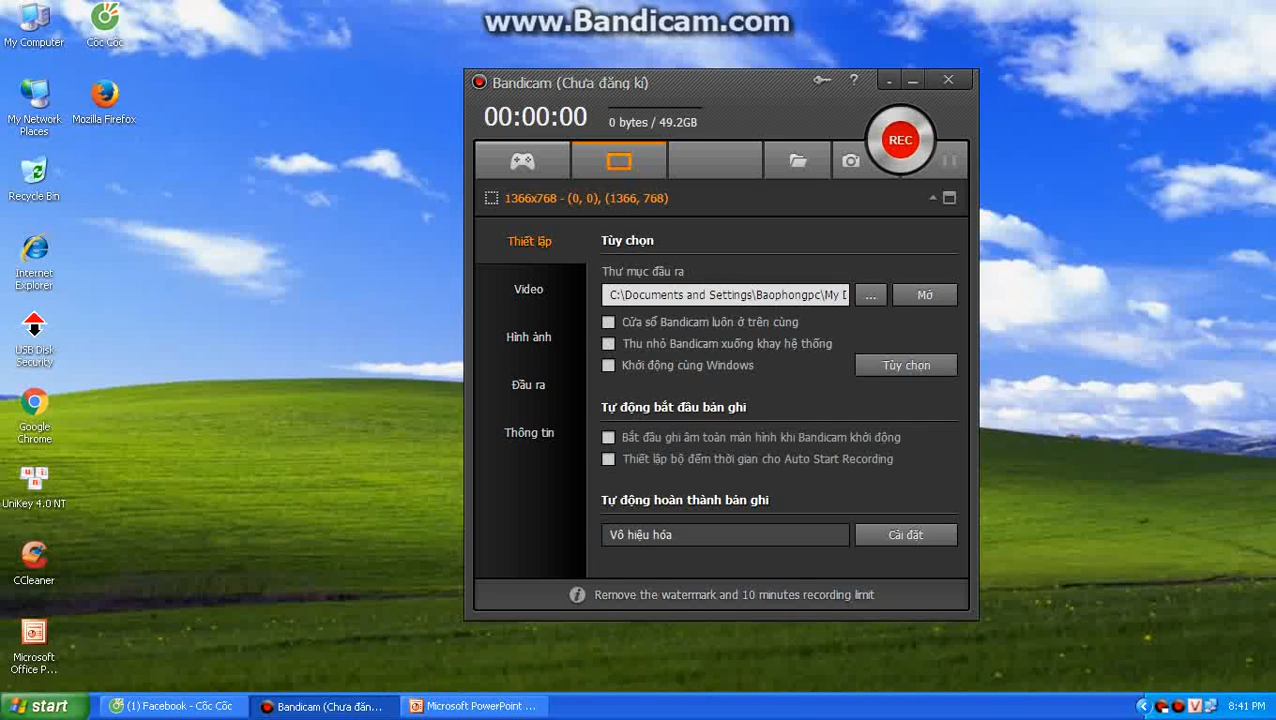 www.Bandicam.com
My Computer
Cốc Cốc
My Network
Places
Mozilla Firefox
Recycle Bin
Internet
Explorer
USB Disk
Security
Google
Chrome
UniKey 4.0 NT
CCleaner
Microsoft
Office P...
Bandicam (Chưa đăng kí)
?
00:00:00
0 bytes / 49.2GB
REC
1366x768 - (0, 0), (1366, 768)
Thiết lập
Video
Hình ảnh
Đầu ra
Thông tin
Tùy chọn
Thư mục đầu ra
C:\Documents and Settings\Baophongpc\My D
...
Mở
Cửa sổ Bandicam luôn ở trên cùng
Thu nhỏ Bandicam xuống khay hệ thống
Khởi động cùng Windows
Tùy chọn
Tự động bắt đầu bản ghi
Bắt đầu ghi âm toàn màn hình khi Bandicam khởi động
Thiết lập bộ đếm thời gian cho Auto Start Recording
Tự động hoàn thành bản ghi
Vô hiệu hóa
Cài đặt
Remove the watermark and 10 minutes recording limit
start
(1) Facebook - Cốc Cốc
Bandicam (Chưa đăn...
Microsoft PowerPoint ...
V
8:41 PM